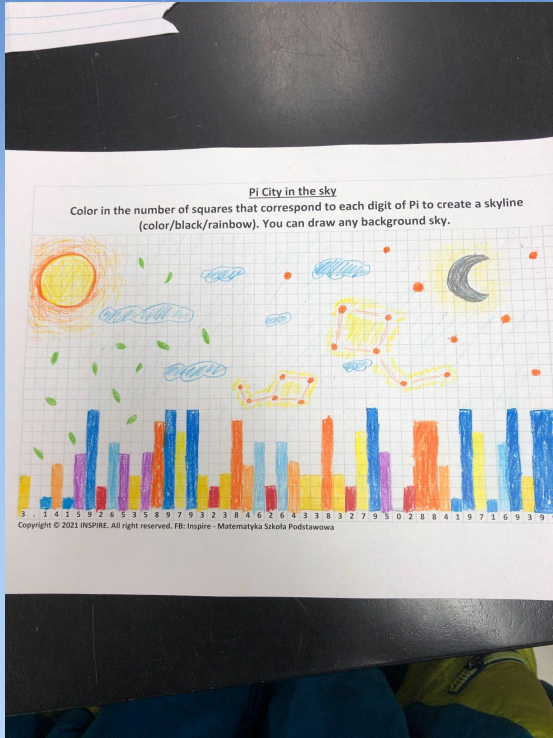 Pi City in the sky
Color in the number of squares that correspond to each digit of Pi to create a skyline
(color/black/rainbow). You can draw any background sky.
3 . 1 4 1 5 9 2 6 5 3 5 8 9 7 9 3 2 3 8 4 6 2 6 4 3 3 8 3 2 7 9 5 0 2 8 8 4 1 9 7 1 6 9 3 9
Copyright © 2021 INSPIRE. All right reserved. FB: Inspire - Matematyka Szkoła Podstawowa